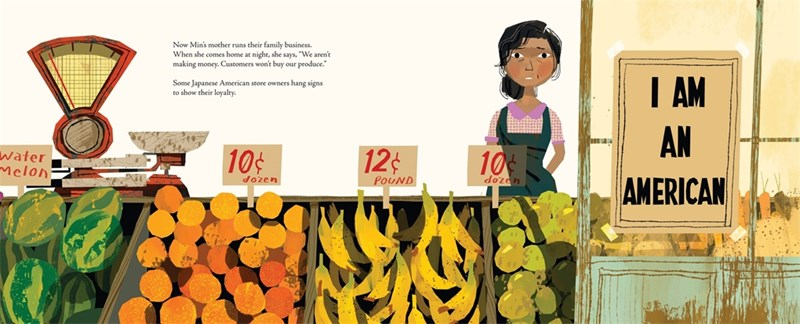 Now Min's mother runs their family business.
When she comes home at night, she says, "We aren't
making money. Customers won't buy our produce."
Some Japanese American store owners hang signs
to show their loyalty.
water
melon
10¢
dozen
12¢
POUND
10¢
dozen
I AM
AN
AMERICAN